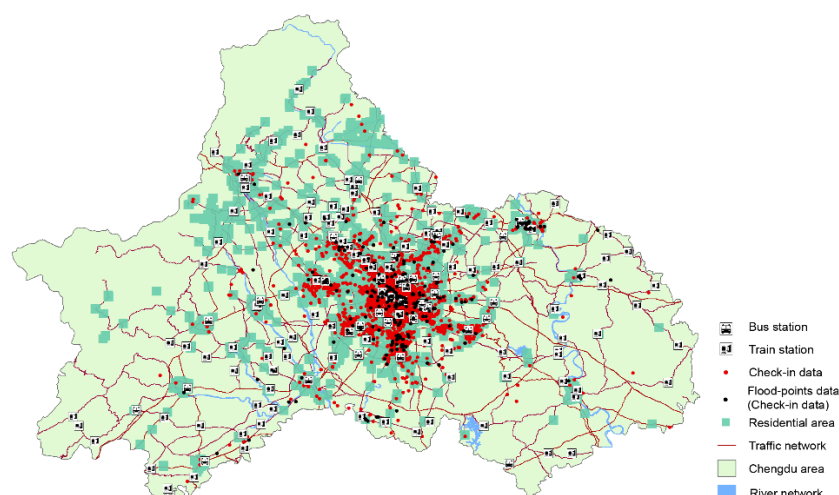 Bus station
Train station
Check-in data
Flood-points data
(Check-in data)
Residential area
Traffic network
Chengdu area
River network